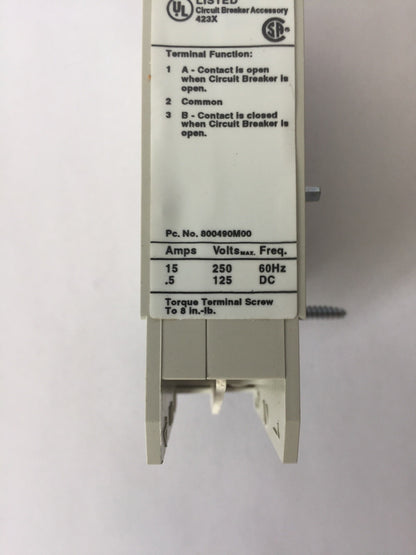 UL
LISTED
Circuit Breaker Accessory
423X
SA
Terminal Function:
1 A - Contact is open
when Circuit Breaker is
open.
2 Common
3 B - Contact is closed
when Circuit Breaker is
open.
Pc. No. 800490M00
Amps Volts MAX. Freq.
15 250 60Hz
.5 125 DC
Torque Terminal Screw
To 8 in.-lb.